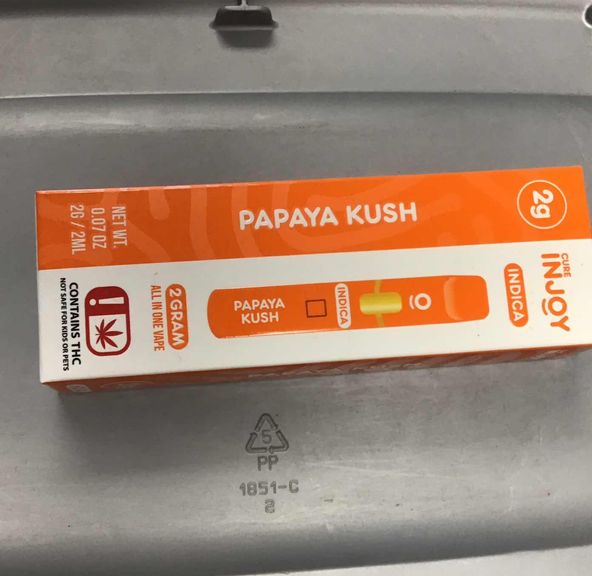 PAPAYA KUSH
2g
NET WT.
0.07 OZ
2G / 2ML
CURE
INJOY
INDICA
PAPAYA
KUSH
INDICA
2 GRAM
ALL IN ONE VAPE
CONTAINS THC
NOT SAFE FOR KIDS OR PETS
5
PP
1851-C
2